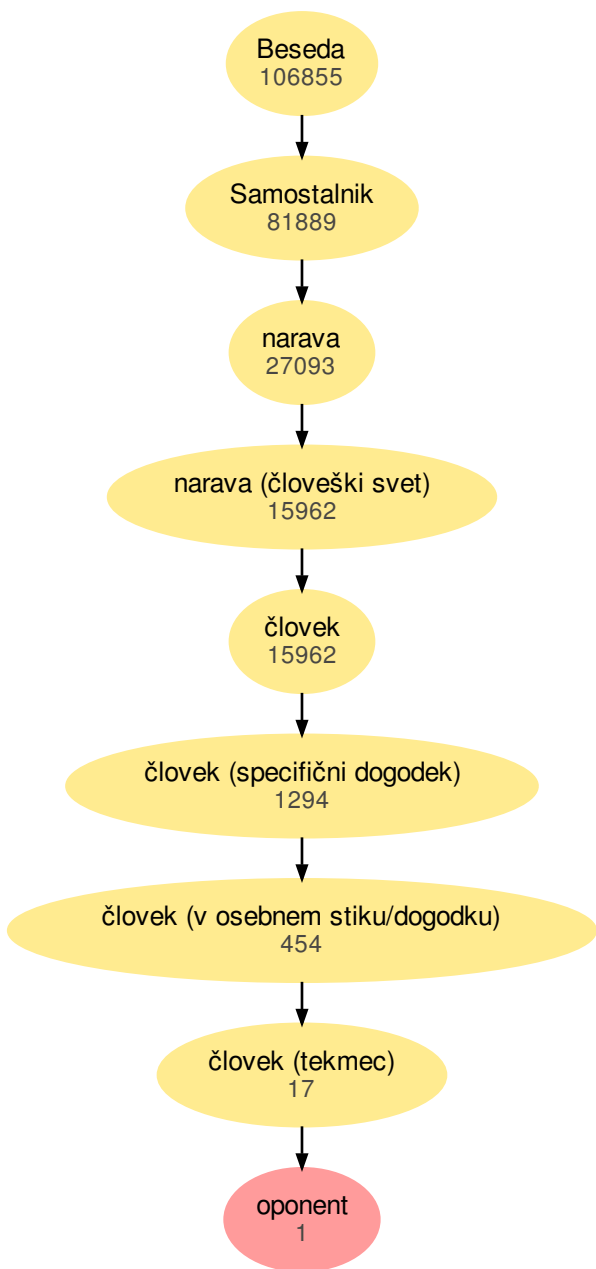 Beseda
106855
Samostalnik
81889
narava
27093
narava (človeški svet)
15962
človek
15962
človek (specifični dogodek)
1294
človek (v osebnem stiku/dogodku)
454
človek (tekmec)
17
oponent
1